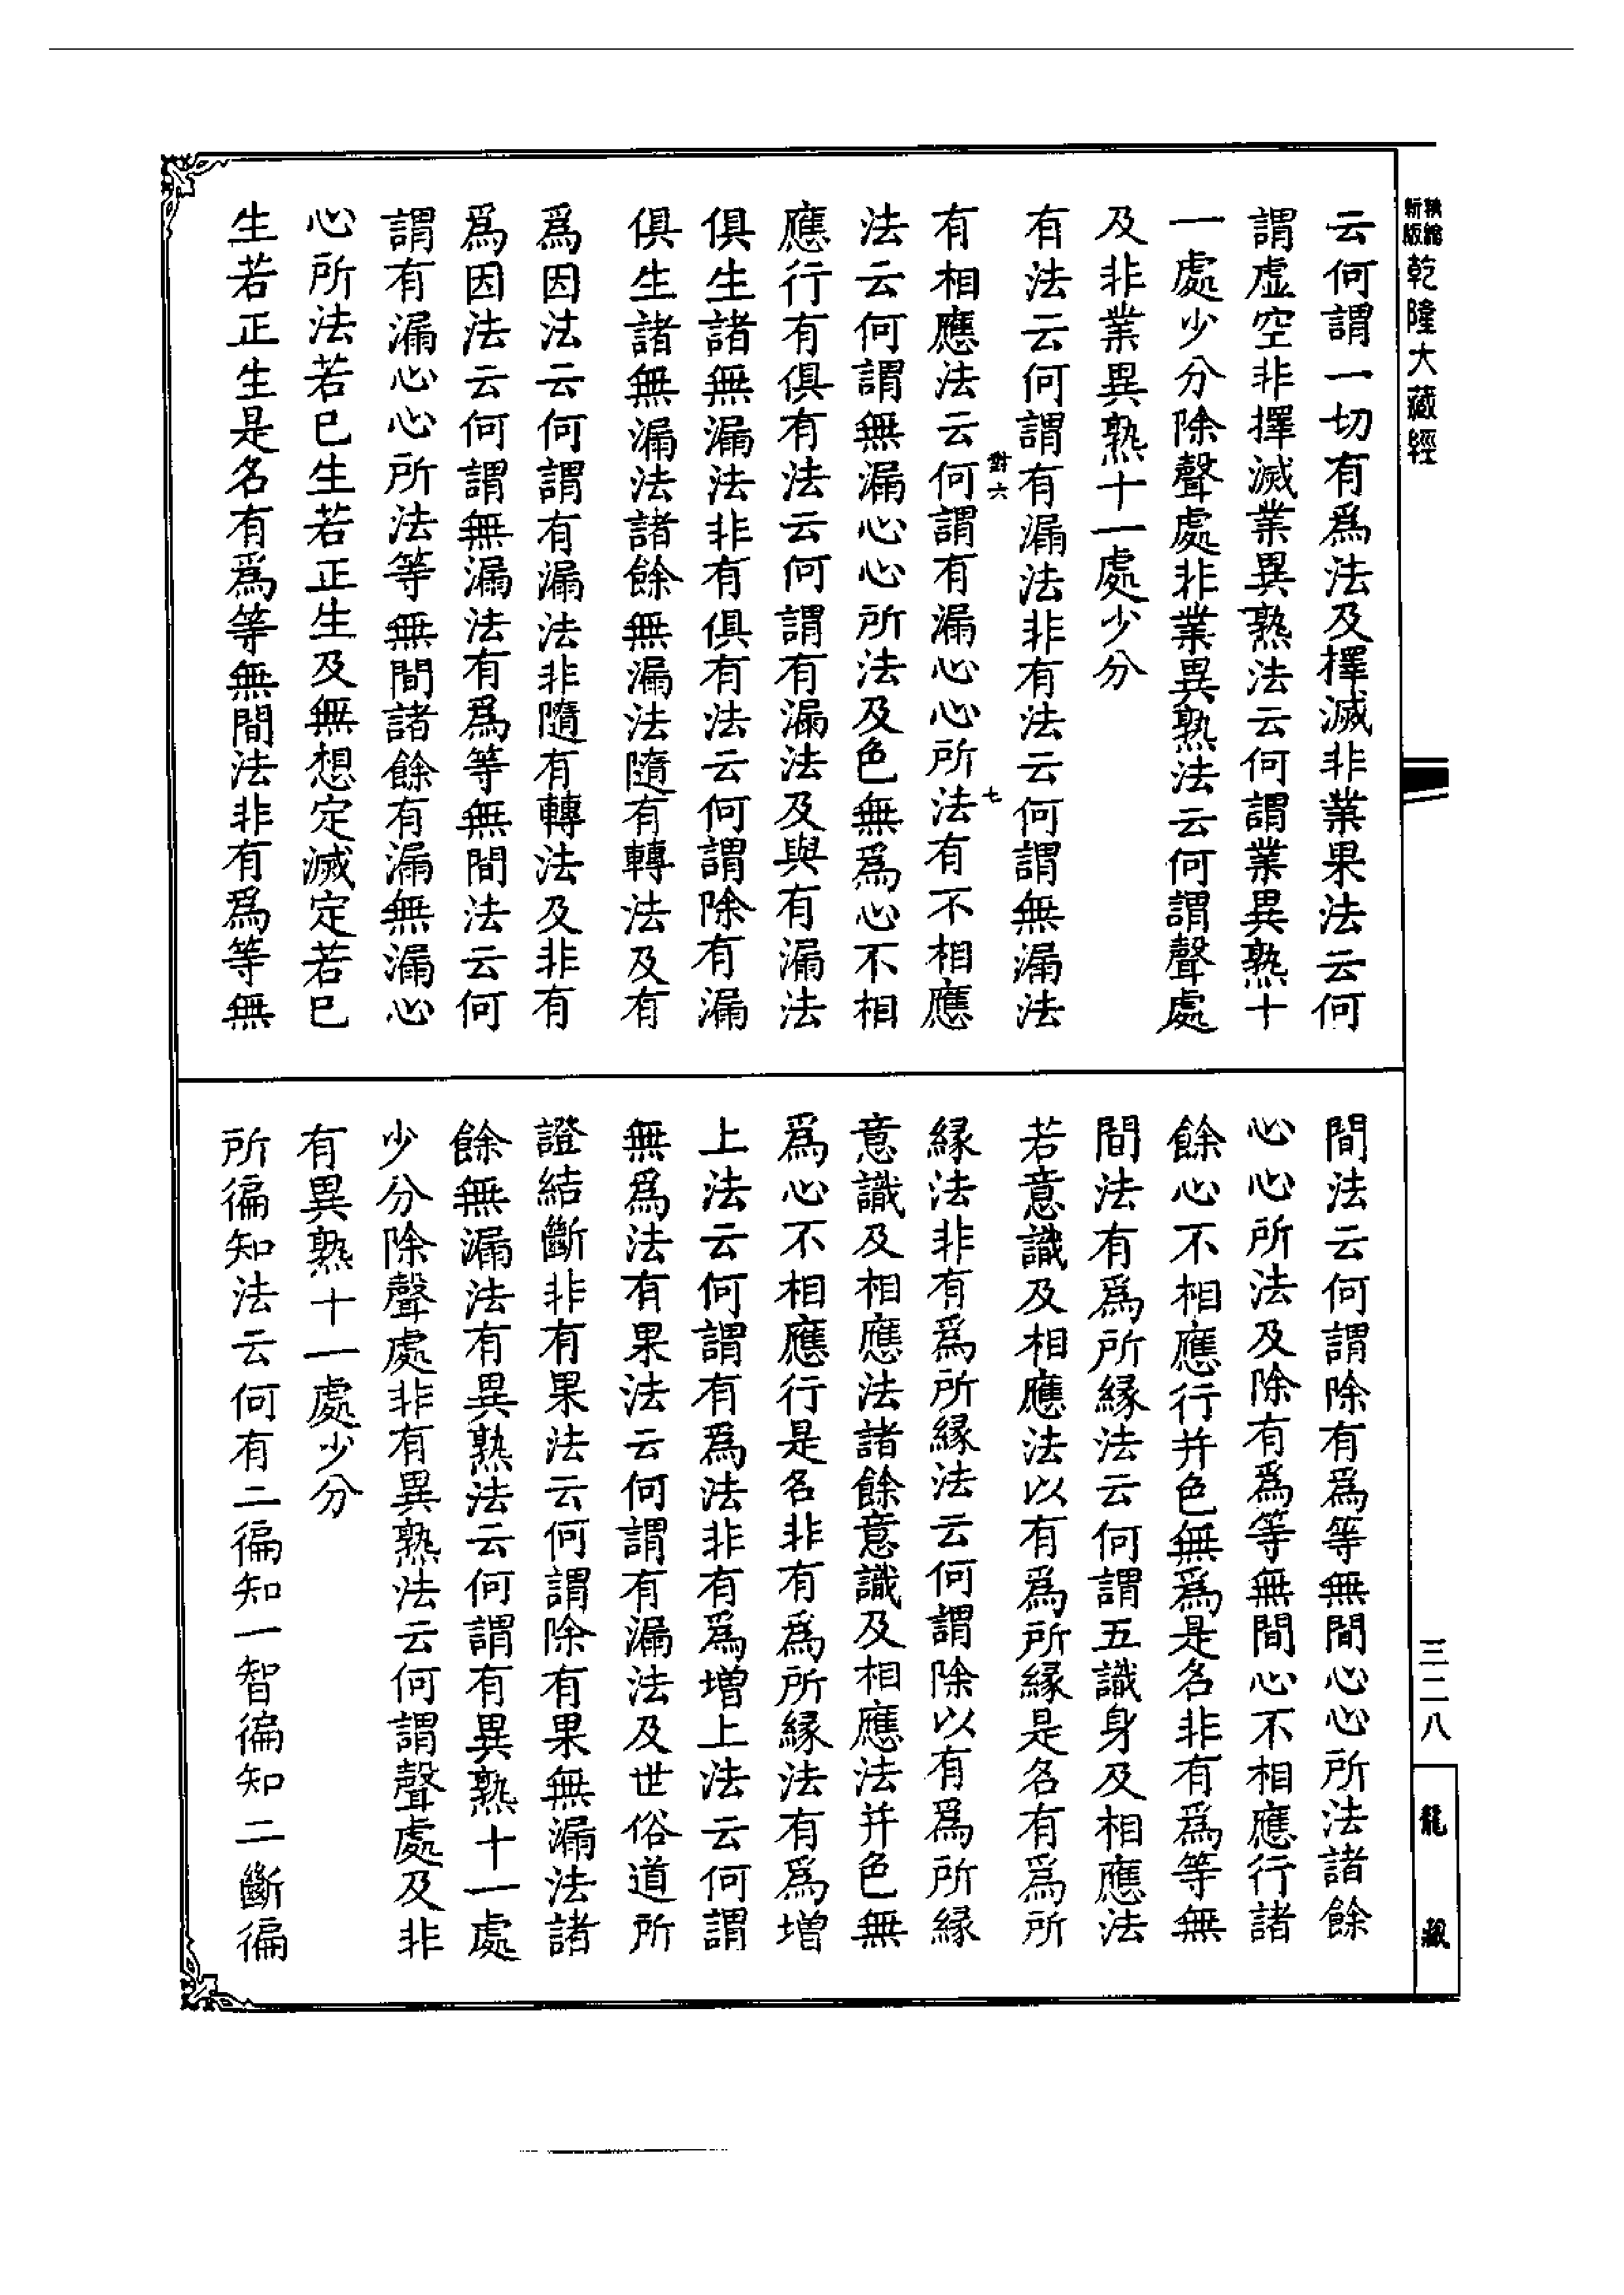 精縮
新版
乾隆大藏經
云何謂一切有爲法及擇滅非業果法云何
謂虛空非擇滅業異熟法云何謂業異熟十
一處少分除聲處非業異熟法云何謂聲處
及非業異熟十一處少分
有法云何謂有漏法非有法云何謂無漏法
對六
七
有相應法云何謂有漏心心所法有不相應
法云何謂無漏心心所法及色無爲心不相
應行有俱有法云何謂有漏法及與有漏法
俱生諸無漏法非有俱有法云何謂除有漏
俱生諸無漏法諸餘無漏法隨有轉法及有
爲因法云何謂有漏法非隨有轉法及非有
爲因法云何謂無漏法有爲等無間法云何
謂有漏心心所法等無間諸餘有漏無漏心
心所法若已生若正生及無想定滅定若已
生若正生是名有爲等無間法非有爲等無
間法云何謂除有爲等無間心心所法諸餘
心心所法及除有爲等無間心不相應行諸
餘心不相應行并色無爲是名非有爲等無
間法有爲所緣法云何謂五識身及相應法
若意識及相應法以有爲所緣是名有爲所
緣法非有爲所緣法云何謂除以有爲所緣
意識及相應法諸餘意識及相應法并色無
爲心不相應行是名非有爲所緣法有爲增
上法云何謂有爲法非有爲增上法云何謂
無爲法有果法云何謂有漏法及世俗道所
證結斷非有果法云何謂除有果無漏法諸
餘無漏法有異熟法云何謂有異熟十一處
少分除聲處非有異熟法云何謂聲處及非
有異熟十一處少分
所徧知法云何有二徧知一智徧知二斷徧
三二八
龍藏